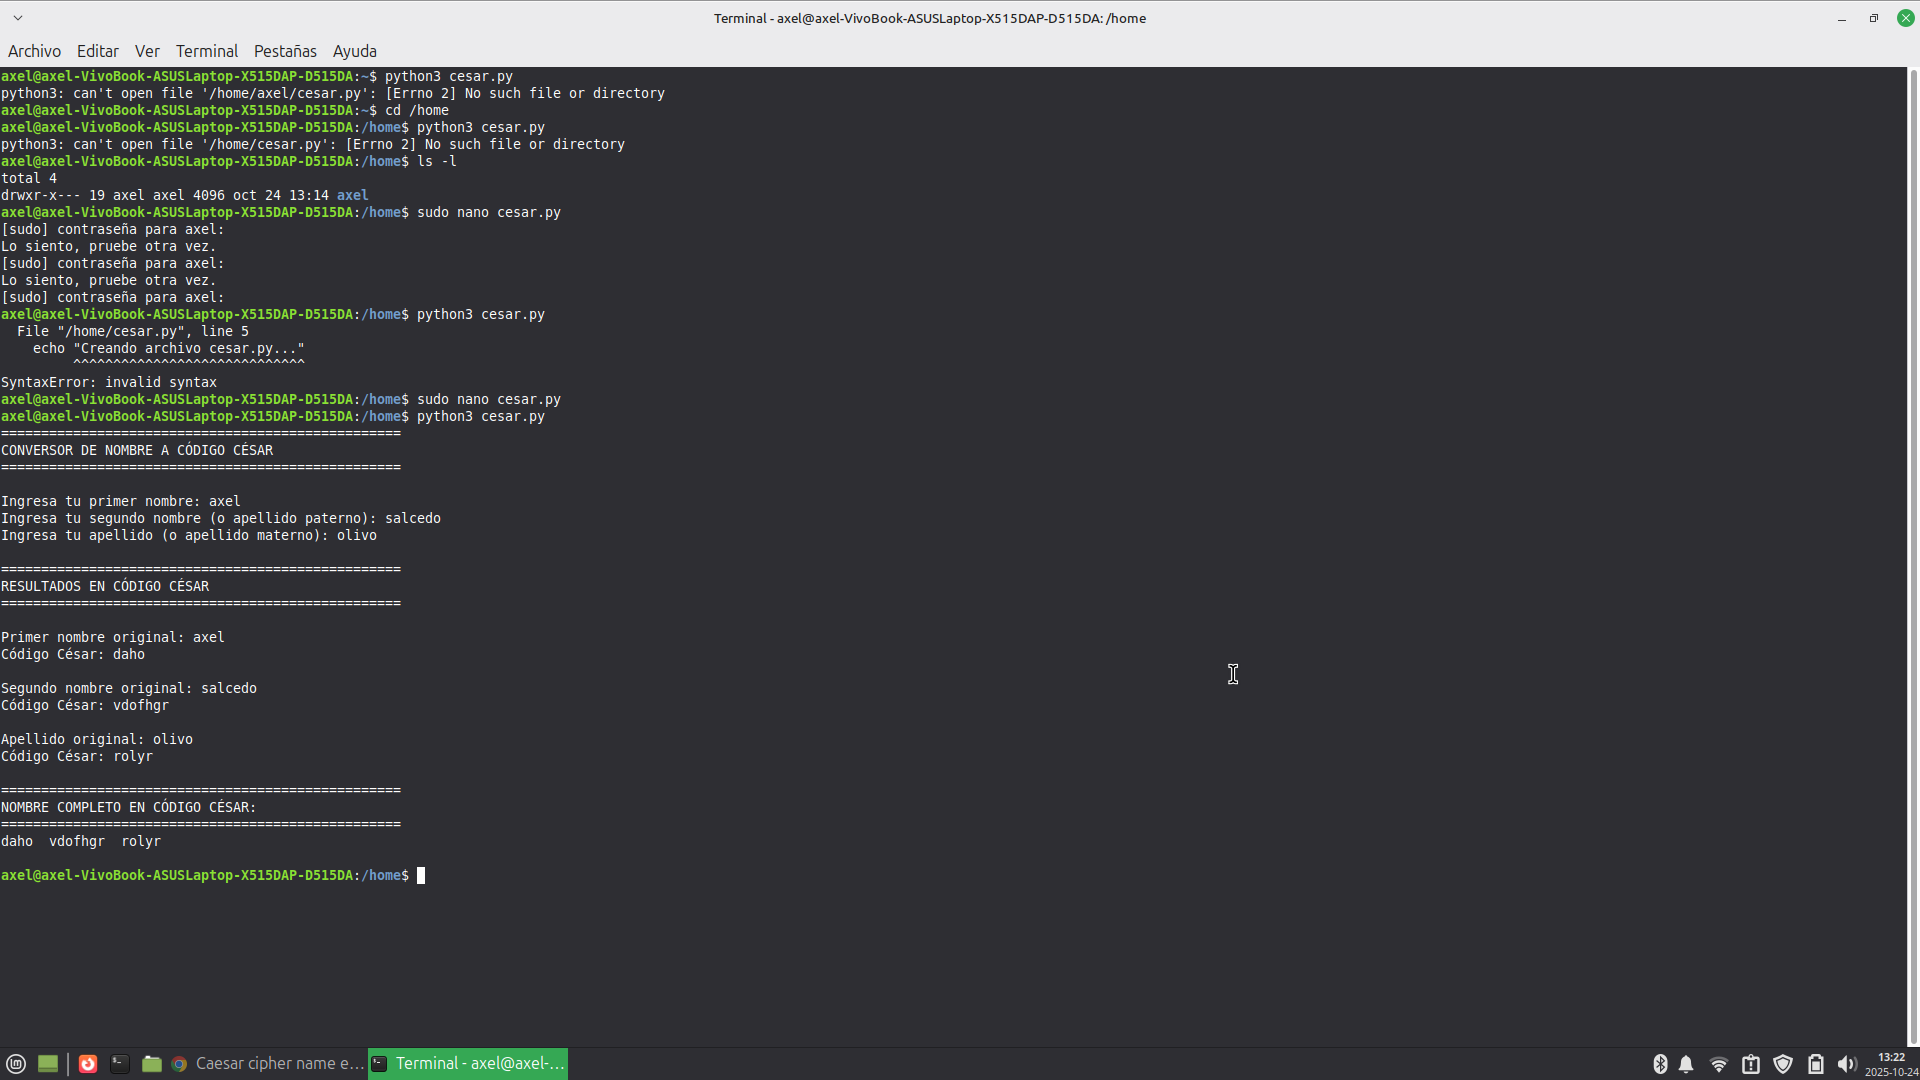 Terminal - axel@axel-VivoBook-ASUSLaptop-X515DAP-D515DA: /home
Archivo Editar Ver Terminal Pestañas Ayuda
axel@axel-VivoBook-ASUSLaptop-X515DAP-D515DA:~$ python3 cesar.py
python3: can't open file '/home/axel/cesar.py': [Errno 2] No such file or directory
axel@axel-VivoBook-ASUSLaptop-X515DAP-D515DA:~$ cd /home
axel@axel-VivoBook-ASUSLaptop-X515DAP-D515DA:/home$ python3 cesar.py
python3: can't open file '/home/cesar.py': [Errno 2] No such file or directory
axel@axel-VivoBook-ASUSLaptop-X515DAP-D515DA:/home$ ls -l
total 4
drwxr-x--- 19 axel axel 4096 oct 24 13:14 axel
axel@axel-VivoBook-ASUSLaptop-X515DAP-D515DA:/home$ sudo nano cesar.py
[sudo] contraseña para axel:
Lo siento, pruebe otra vez.
[sudo] contraseña para axel:
Lo siento, pruebe otra vez.
[sudo] contraseña para axel:
axel@axel-VivoBook-ASUSLaptop-X515DAP-D515DA:/home$ python3 cesar.py
  File "/home/cesar.py", line 5
    echo "Creando archivo cesar.py..."
         ^^^^^^^^^^^^^^^^^^^^^^^^^^^^^
SyntaxError: invalid syntax
axel@axel-VivoBook-ASUSLaptop-X515DAP-D515DA:/home$ sudo nano cesar.py
axel@axel-VivoBook-ASUSLaptop-X515DAP-D515DA:/home$ python3 cesar.py
==================================================
CONVERSOR DE NOMBRE A CÓDIGO CÉSAR
==================================================
Ingresa tu primer nombre: axel
Ingresa tu segundo nombre (o apellido paterno): salcedo
Ingresa tu apellido (o apellido materno): olivo
==================================================
RESULTADOS EN CÓDIGO CÉSAR
==================================================
Primer nombre original: axel
Código César: daho
Segundo nombre original: salcedo
Código César: vdofhgr
Apellido original: olivo
Código César: rolyr
==================================================
NOMBRE COMPLETO EN CÓDIGO CÉSAR:
==================================================
daho  vdofhgr  rolyr
axel@axel-VivoBook-ASUSLaptop-X515DAP-D515DA:/home$
Caesar cipher name e...
Terminal - axel@axel-...
13:22
2025-10-24